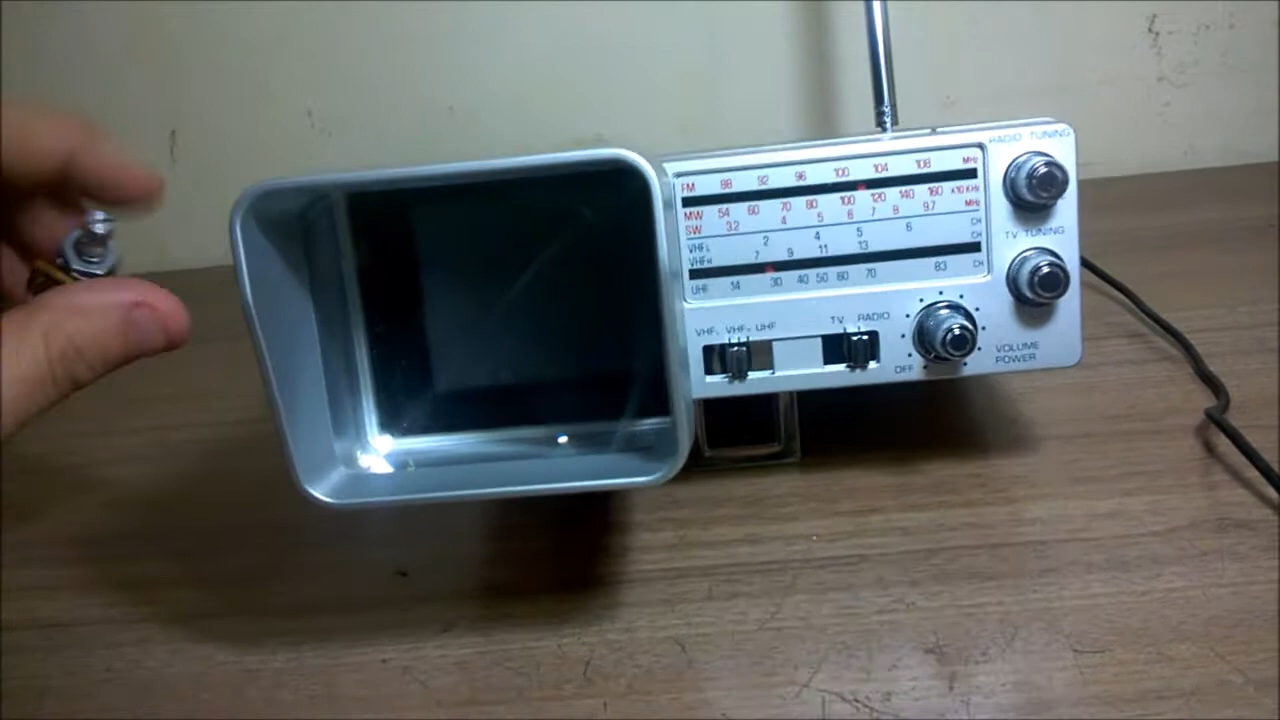 RADIO TUNING
FM 88 92 96 100 104 108 MHz
MW 54 60 70 80 100 120 140 160 x10 KHz
SW 3.2 4 5 6 7 8 9.7 MHz
VHFL 2 4 5 6 CH
VHFH 7 9 11 13 CH
UHF 14 30 40 50 60 70 83 CH
TV TUNING
VHFL VHFH UHF
TV RADIO
OFF
VOLUME
POWER